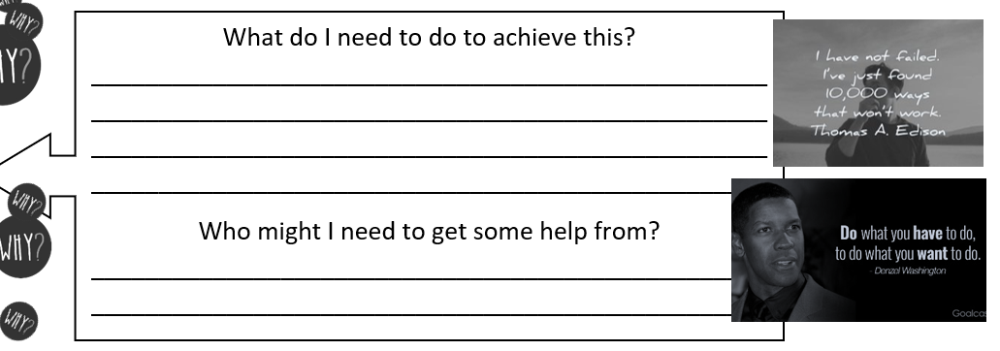 WHY?
WHY?
What do I need to do to achieve this?
I have not failed.
I've just found
10,000 ways
that won't work.
Thomas A. Edison
WHY?
WHY?
WHY?
Who might I need to get some help from?
Do what you have to do,
to do what you want to do.
- Denzel Washington